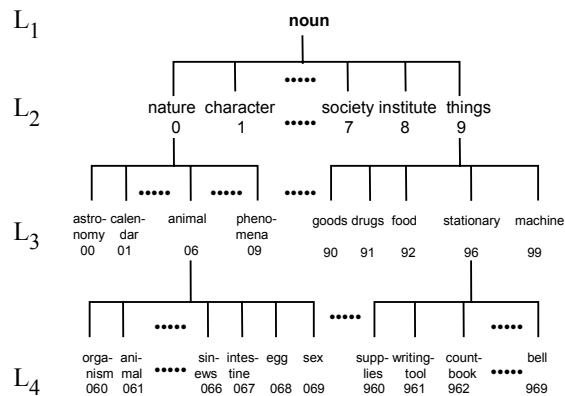 L1 noun
•••••
L2 nature character ••••• society institute things
0 1 7 8 9
••••• ••••• •••••
L3 astro- calen- animal pheno- goods drugs food stationary machine
nomy dar mena
00 01 06 09 90 91 92 96 99
••••• ••••• •••••
orga- ani- sin- intes- egg sex supp- writing- count- bell
nism mal ••••• ews tine lies tool book •••••
L4 060 061 066 067 068 069 960 961 962 969